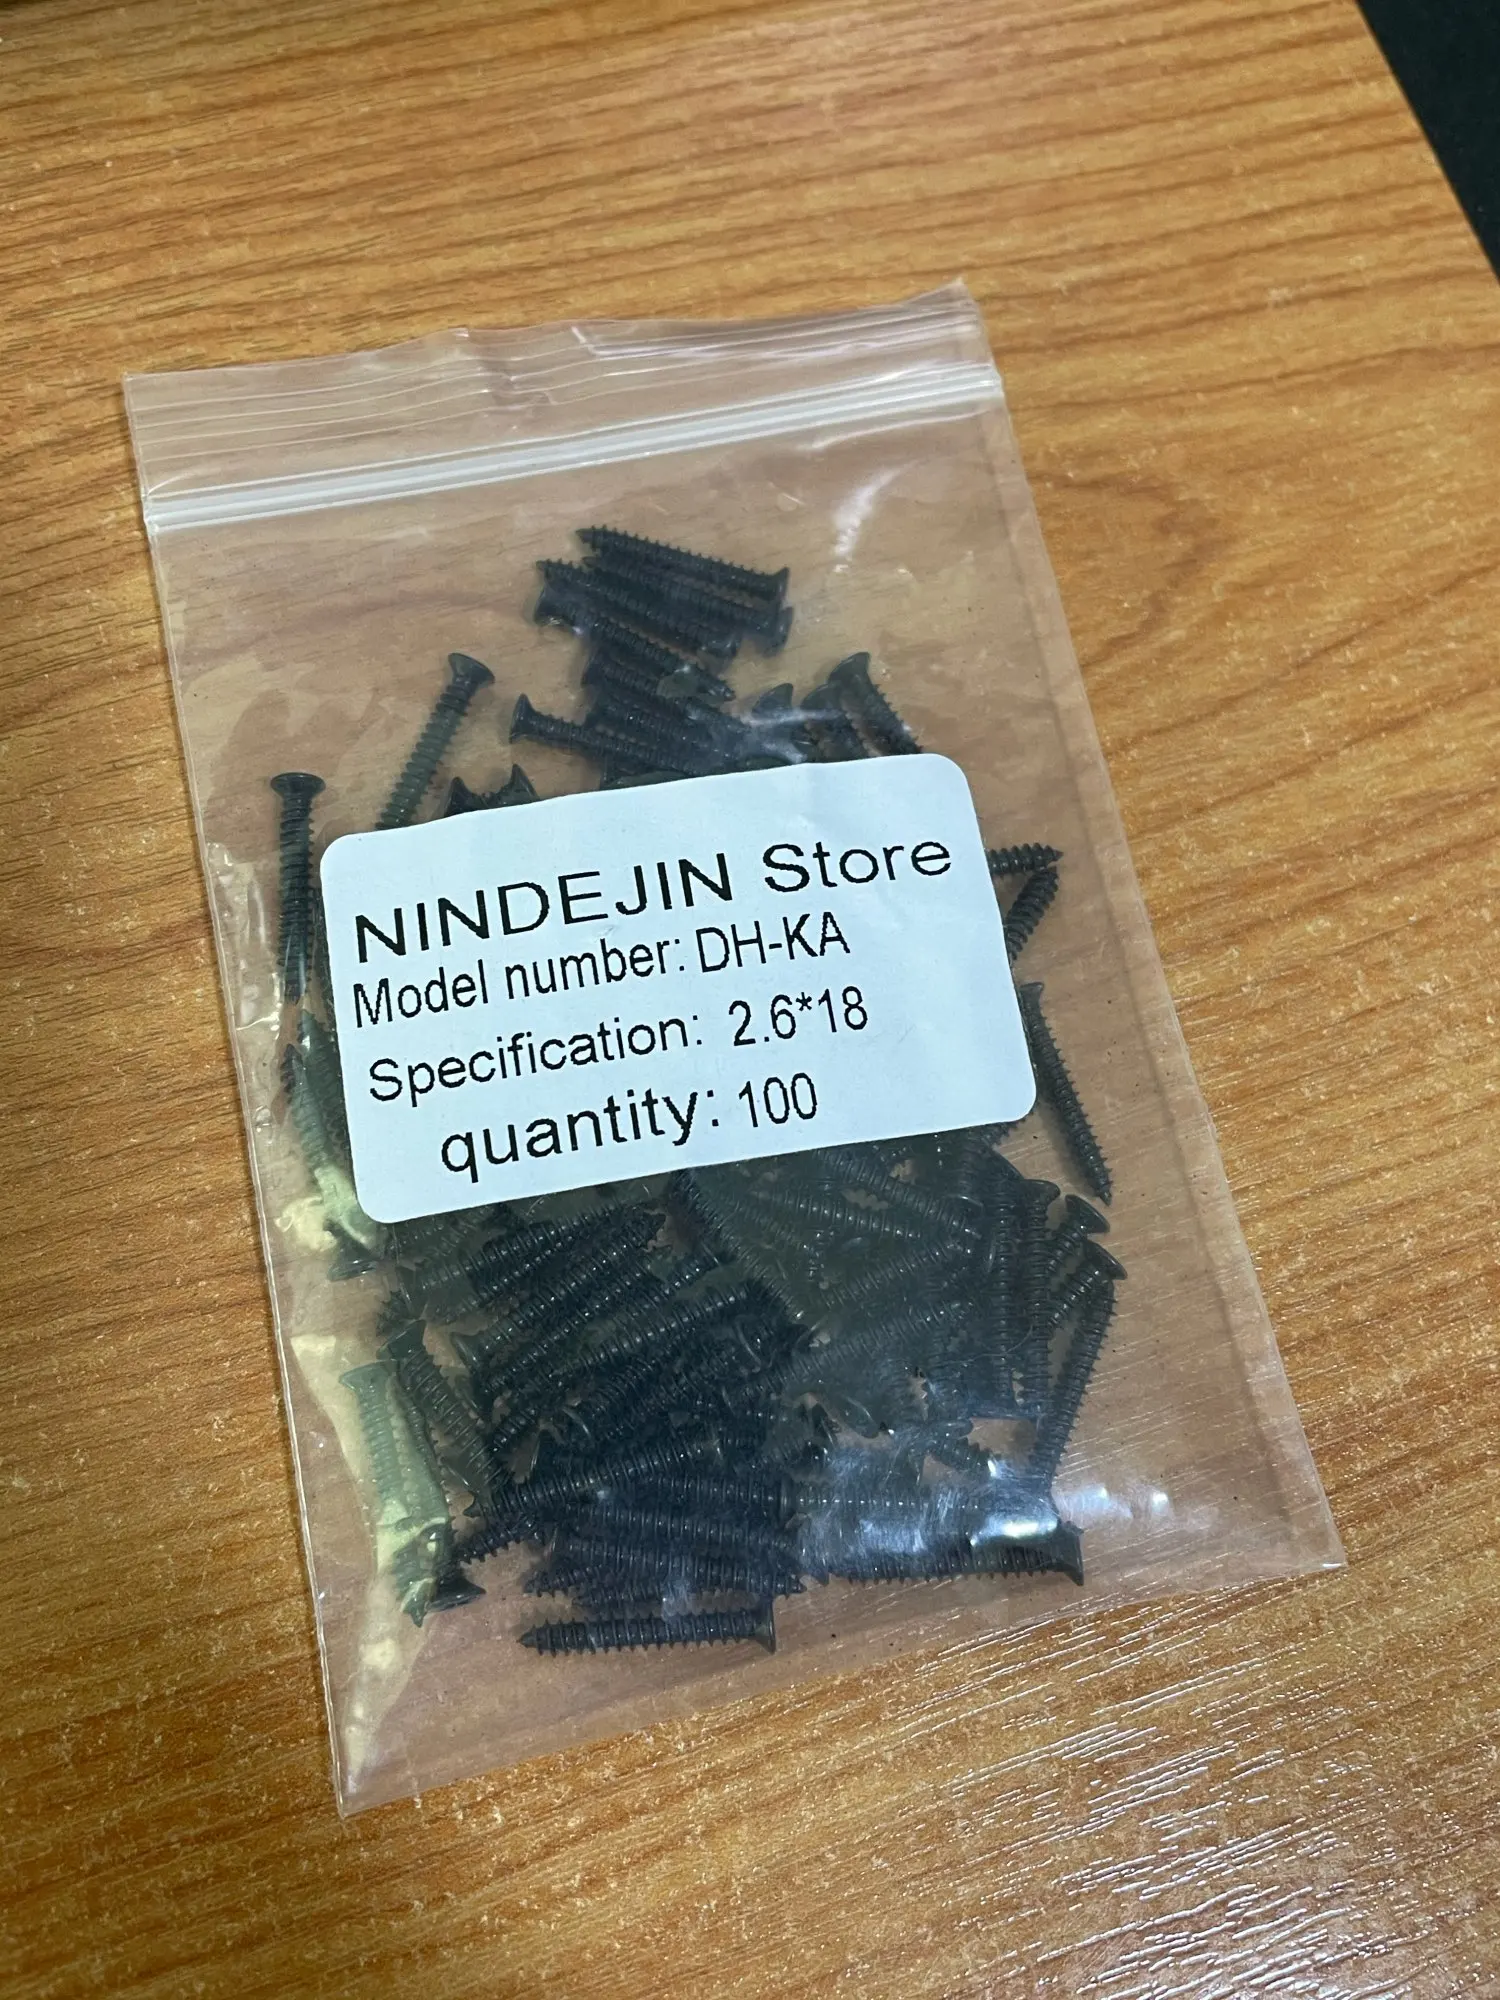 NINDEJIN Store
Model number: DH-KA
Specification: 2.6*18
quantity: 100